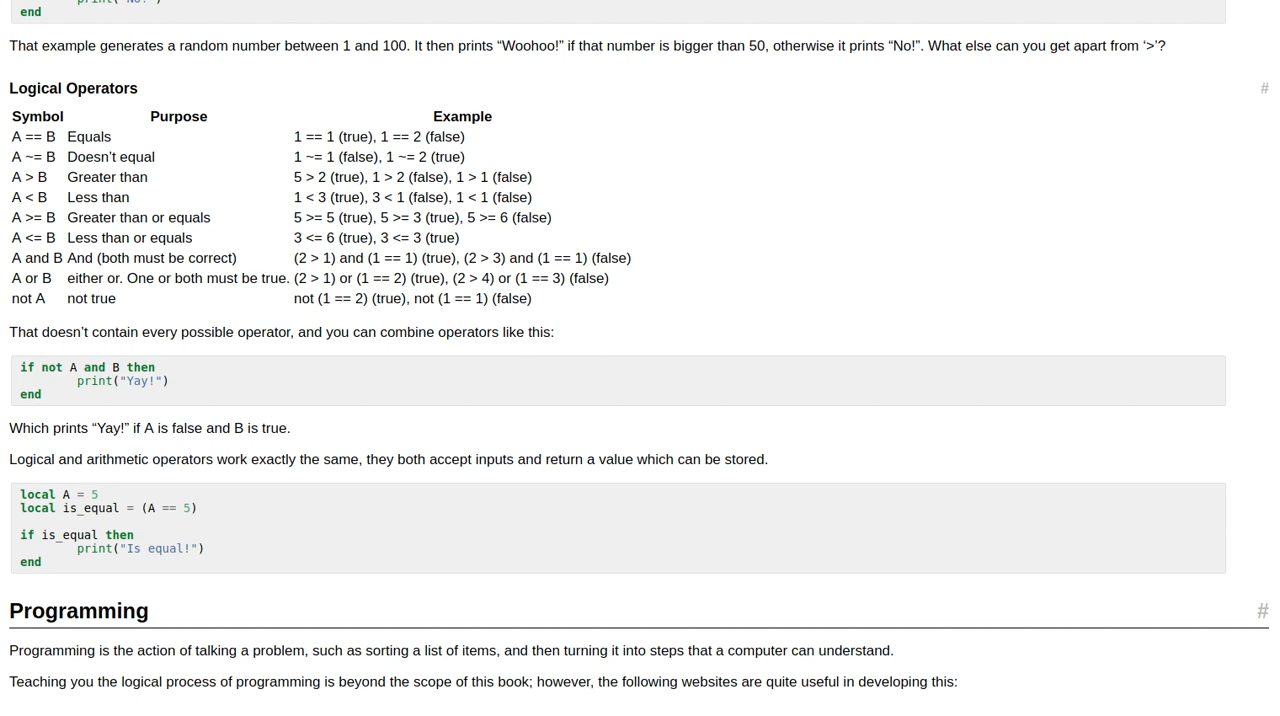 print("No!")
end
That example generates a random number between 1 and 100. It then prints “Woohoo!” if that number is bigger than 50, otherwise it prints “No!”. What else can you get apart from ‘>’?
Logical Operators #
Symbol Purpose Example
A == B Equals 1 == 1 (true), 1 == 2 (false)
A ~= B Doesn’t equal 1 ~= 1 (false), 1 ~= 2 (true)
A > B Greater than 5 > 2 (true), 1 > 2 (false), 1 > 1 (false)
A < B Less than 1 < 3 (true), 3 < 1 (false), 1 < 1 (false)
A >= B Greater than or equals 5 >= 5 (true), 5 >= 3 (true), 5 >= 6 (false)
A <= B Less than or equals 3 <= 6 (true), 3 <= 3 (true)
A and B And (both must be correct) (2 > 1) and (1 == 1) (true), (2 > 3) and (1 == 1) (false)
A or B either or. One or both must be true. (2 > 1) or (1 == 2) (true), (2 > 4) or (1 == 3) (false)
not A not true not (1 == 2) (true), not (1 == 1) (false)
That doesn’t contain every possible operator, and you can combine operators like this:
if not A and B then
print("Yay!")
end
Which prints “Yay!” if A is false and B is true.
Logical and arithmetic operators work exactly the same, they both accept inputs and return a value which can be stored.
local A = 5
local is_equal = (A == 5)
if is_equal then
print("Is equal!")
end
Programming #
Programming is the action of talking a problem, such as sorting a list of items, and then turning it into steps that a computer can understand.
Teaching you the logical process of programming is beyond the scope of this book; however, the following websites are quite useful in developing this: